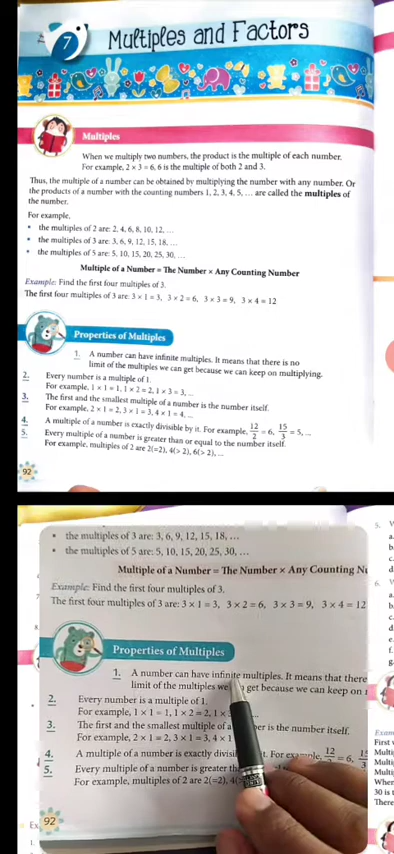 7
Multiples and Factors
Multiples
When we multiply two numbers, the product is the multiple of each number.
For example, 2 × 3 = 6, 6 is the multiple of both 2 and 3.
Thus, the multiple of a number can be obtained by multiplying the number with any number. Or
the products of a number with the counting numbers 1, 2, 3, 4, 5, … are called the multiples of
the number.
For example,
• the multiples of 2 are: 2, 4, 6, 8, 10, 12, …
• the multiples of 3 are: 3, 6, 9, 12, 15, 18, …
• the multiples of 5 are: 5, 10, 15, 20, 25, 30, …
Multiple of a Number = The Number × Any Counting Number
Example: Find the first four multiples of 3.
The first four multiples of 3 are: 3 × 1 = 3, 3 × 2 = 6, 3 × 3 = 9, 3 × 4 = 12
Properties of Multiples
1. A number can have infinite multiples. It means that there is no
limit of the multiples we can get because we can keep on multiplying.
2. Every number is a multiple of 1.
For example, 1 × 1 = 1, 1 × 2 = 2, 1 × 3 = 3, …
3. The first and the smallest multiple of a number is the number itself.
For example, 2 × 1 = 2, 3 × 1 = 3, 4 × 1 = 4, …
4. A multiple of a number is exactly divisible by it. For example, 12/2 = 6, 15/3 = 5, …
5. Every multiple of a number is greater than or equal to the number itself.
For example, multiples of 2 are 2(=2), 4(> 2), 6(> 2), …
92
• the multiples of 3 are: 3, 6, 9, 12, 15, 18, …
• the multiples of 5 are: 5, 10, 15, 20, 25, 30, …
Multiple of a Number = The Number × Any Counting Nu
Example: Find the first four multiples of 3.
The first four multiples of 3 are: 3 × 1 = 3, 3 × 2 = 6, 3 × 3 = 9, 3 × 4 = 12
Properties of Multiples
1. A number can have infinite multiples. It means that there
limit of the multiples we get because we can keep on
2. Every number is a multiple of 1.
For example, 1 × 1 = 1, 1 × 2 = 2, 1 ×
3. The first and the smallest multiple of a ber is the number itself.
For example, 2 × 1 = 2, 3 × 1 = 3, 4 × 1
4. A multiple of a number is exactly divisi it. For example, 12/2 = 6,
5. Every multiple of a number is greater th
For example, multiples of 2 are 2(=2), 4(
92
5.
a.
b.
c.
d.
6.
a.
b.
c.
d.
e.
f.
g.
Exam
First
Multi
Multi
Multi
When
30 is t
There
Ex
1.